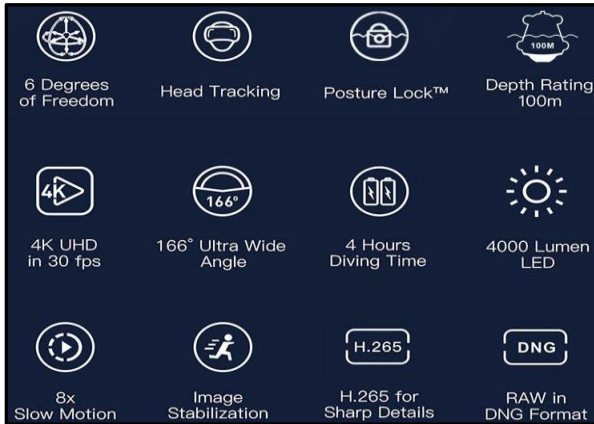 100M
6 Degrees
of Freedom
Head Tracking
Posture Lock™
Depth Rating
100m
4K
166°
4K UHD
in 30 fps
166° Ultra Wide
Angle
4 Hours
Diving Time
4000 Lumen
LED
H.265
DNG
8x
Slow Motion
Image
Stabilization
H.265 for
Sharp Details
RAW in
DNG Format